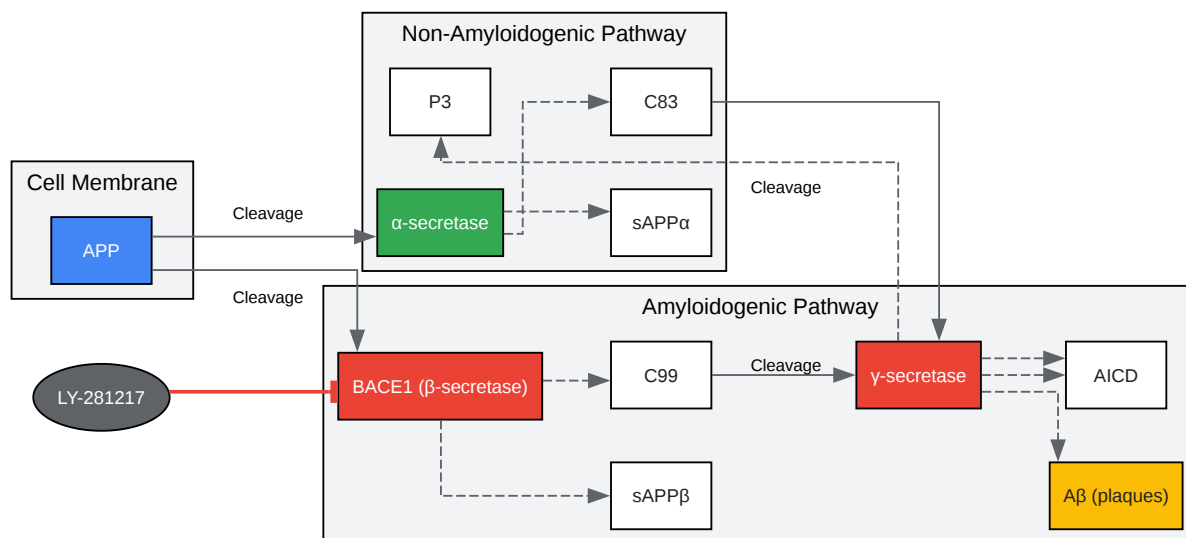 Non-Amyloidogenic Pathway
P3
C83
Cell Membrane
Cleavage
Cleavage
α-secretase
sAPPα
APP
Cleavage
Amyloidogenic Pathway
LY-281217
BACE1 (β-secretase)
C99
Cleavage
γ-secretase
AICD
sAPPβ
Aβ (plaques)